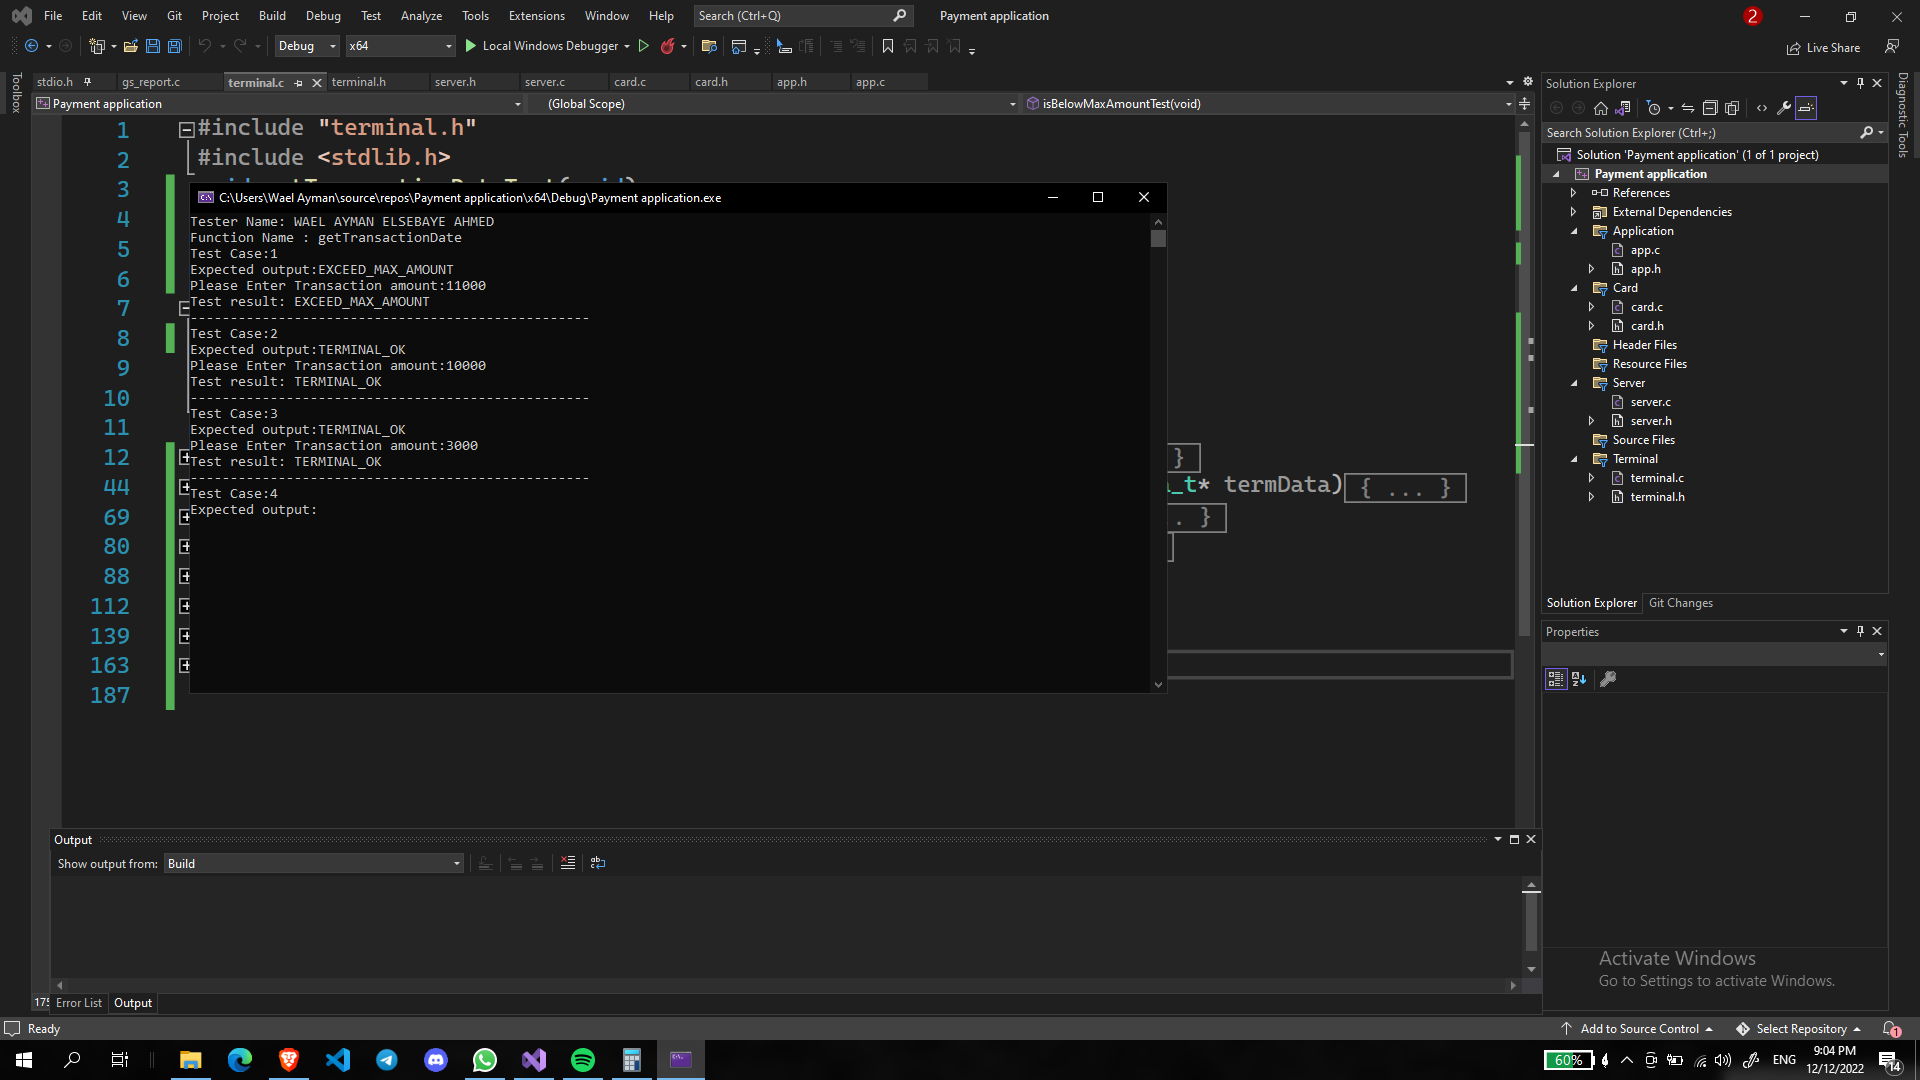 File Edit View Git Project Build Debug Test Analyze Tools Extensions Window Help Search (Ctrl+Q) Payment application 2
Debug x64 Local Windows Debugger Live Share
Toolbox
stdio.h gs_report.c terminal.c terminal.h server.h server.c card.c card.h app.h app.c
Payment application (Global Scope) isBelowMaxAmountTest(void)
1 #include "terminal.h"
2 #include <stdlib.h>
3
4
5
6
7
8
9
10
11
12 }
44 _t* termData) { ... }
69 . }
80
88
112
139
163
187
C:\Users\Wael Ayman\source\repos\Payment application\x64\Debug\Payment application.exe
Tester Name: WAEL AYMAN ELSEBAYE AHMED
Function Name : getTransactionDate
Test Case:1
Expected output:EXCEED_MAX_AMOUNT
Please Enter Transaction amount:11000
Test result: EXCEED_MAX_AMOUNT
--------------------------------------------------
Test Case:2
Expected output:TERMINAL_OK
Please Enter Transaction amount:10000
Test result: TERMINAL_OK
--------------------------------------------------
Test Case:3
Expected output:TERMINAL_OK
Please Enter Transaction amount:3000
Test result: TERMINAL_OK
--------------------------------------------------
Test Case:4
Expected output:
Solution Explorer
Search Solution Explorer (Ctrl+;)
Solution 'Payment application' (1 of 1 project)
Payment application
References
External Dependencies
Application
app.c
app.h
Card
card.c
card.h
Header Files
Resource Files
Server
server.c
server.h
Source Files
Terminal
terminal.c
terminal.h
Solution Explorer Git Changes
Properties
Diagnostic Tools
Output
Show output from: Build
175
Error List Output
Activate Windows
Go to Settings to activate Windows.
Ready Add to Source Control Select Repository 1
60% ENG 9:04 PM
12/12/2022 14